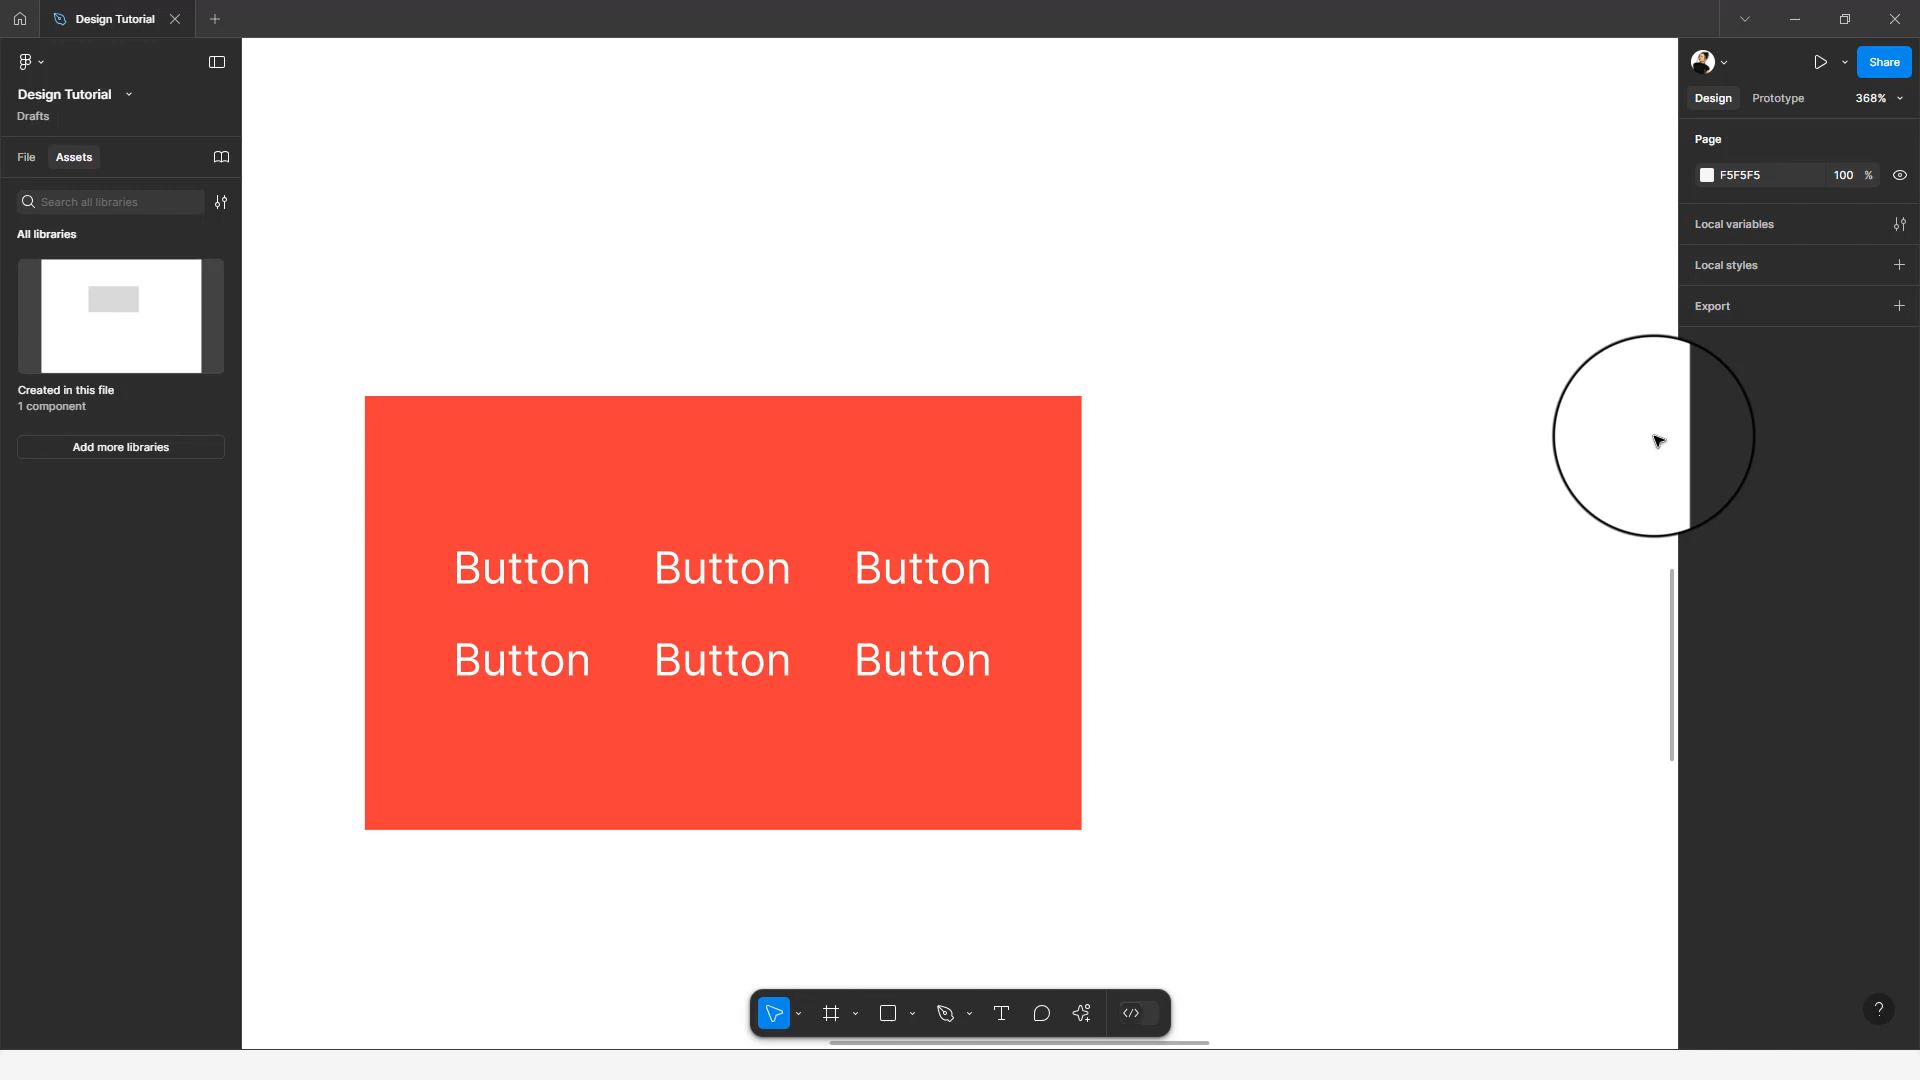 Design Tutorial
Design Tutorial
Drafts
File Assets
Search all libraries
All libraries
Created in this file
1 component
Add more libraries
Button Button Button
Button Button Button
Share
Design Prototype 368%
Page
F5F5F5 100 %
Local variables
Local styles
Export
?